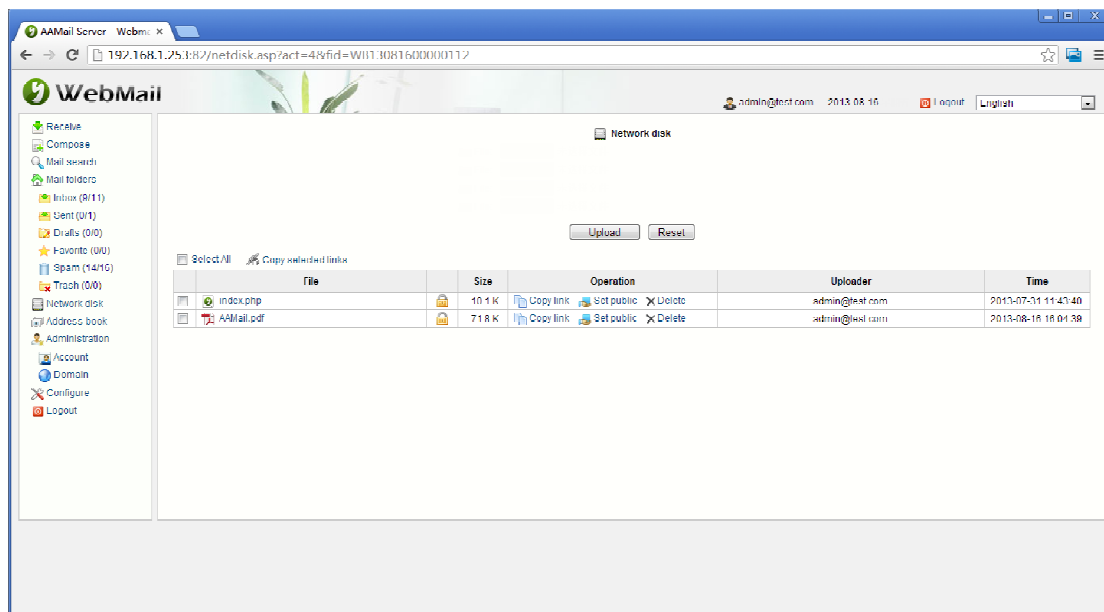 AAMail Server - Webma
192.168.1.253:82/netdisk.asp?act=4&fid=WB13081600000112
WebMail
admin@test.com 2013-08-16 Logout English
Receive
Compose
Mail search
Mail folders
Inbox (9/11)
Sent (0/1)
Drafts (0/0)
Favorite (0/0)
Spam (14/16)
Trash (0/0)
Network disk
Address book
Administration
Account
Domain
Configure
Logout
Network disk
Upload Reset
Select All Copy selected links
File Size Operation Uploader Time
index.php 10.1 K Copy link Set public Delete admin@test.com 2013-07-31 11:43:40
AAMail.pdf 71.8 K Copy link Set public Delete admin@test.com 2013-08-16 16:04:39